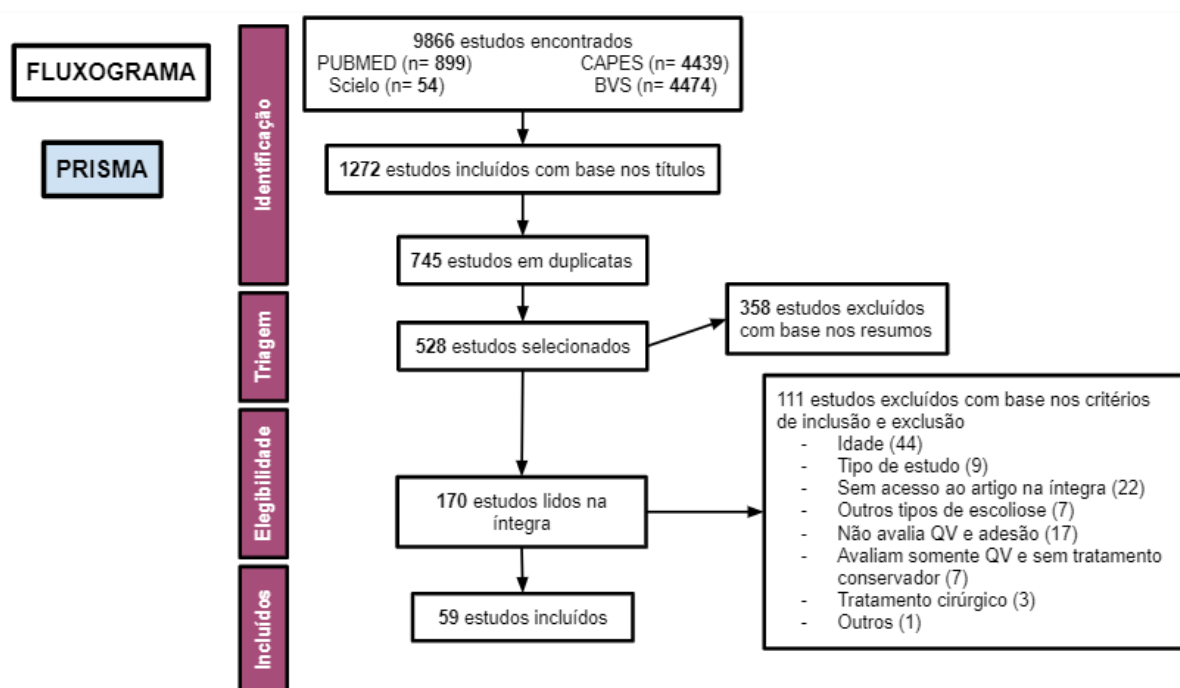 FLUXOGRAMA
PRISMA
Identificação
9866 estudos encontrados
PUBMED (n= 899) CAPES (n= 4439)
Scielo (n= 54) BVS (n= 4474)
1272 estudos incluídos com base nos títulos
745 estudos em duplicatas
Triagem
528 estudos selecionados
358 estudos excluídos
com base nos resumos
Elegibilidade
170 estudos lidos na
íntegra
111 estudos excluídos com base nos critérios
de inclusão e exclusão
- Idade (44)
- Tipo de estudo (9)
- Sem acesso ao artigo na íntegra (22)
- Outros tipos de escoliose (7)
- Não avalia QV e adesão (17)
- Avaliam somente QV e sem tratamento
conservador (7)
- Tratamento cirúrgico (3)
- Outros (1)
Incluídos
59 estudos incluídos